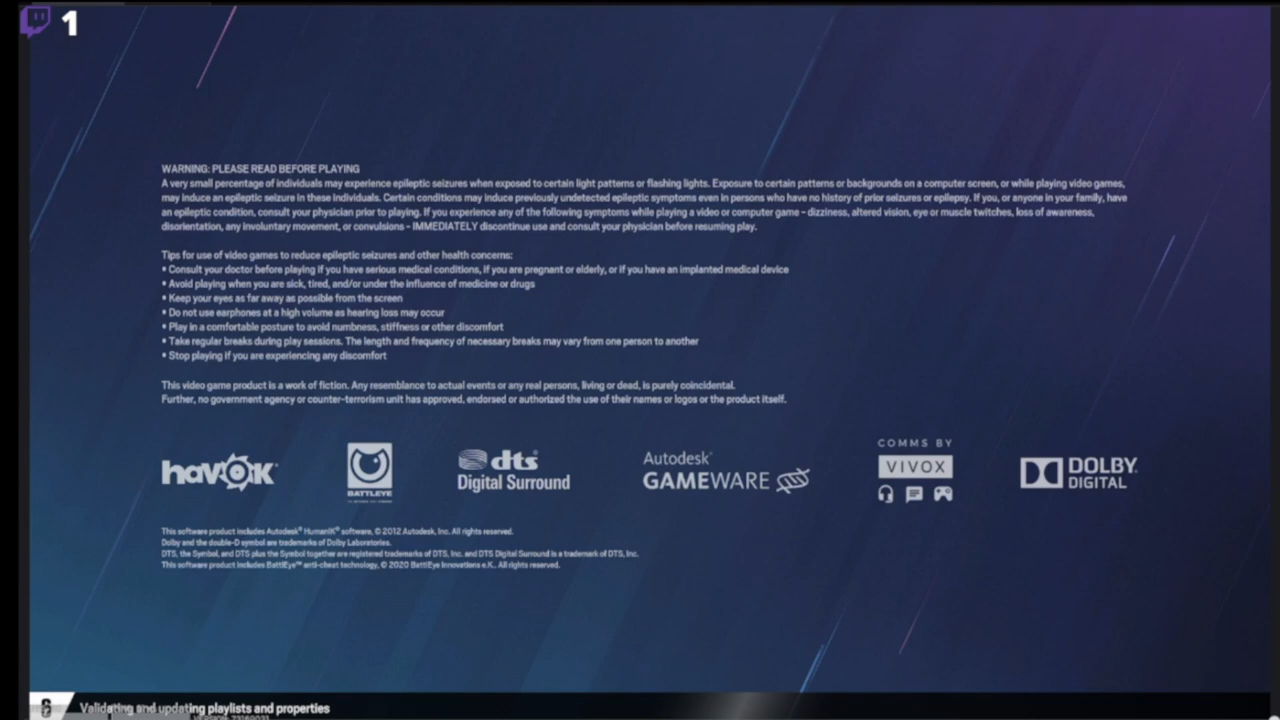 1
WARNING: PLEASE READ BEFORE PLAYING
A very small percentage of individuals may experience epileptic seizures when exposed to certain light patterns or flashing lights. Exposure to certain patterns or backgrounds on a computer screen, or while playing video games,
may induce an epileptic seizure in these individuals. Certain conditions may induce previously undetected epileptic symptoms even in persons who have no history of prior seizures or epilepsy. If you, or anyone in your family, have
an epileptic condition, consult your physician prior to playing. If you experience any of the following symptoms while playing a video or computer game - dizziness, altered vision, eye or muscle twitches, loss of awareness,
disorientation, any involuntary movement, or convulsions - IMMEDIATELY discontinue use and consult your physician before resuming play.
Tips for use of video games to reduce epileptic seizures and other health concerns:
• Consult your doctor before playing if you have serious medical conditions, if you are pregnant or elderly, or if you have an implanted medical device
• Avoid playing when you are sick, tired, and/or under the influence of medicine or drugs
• Keep your eyes as far away as possible from the screen
• Do not use earphones at a high volume as hearing loss may occur
• Play in a comfortable posture to avoid numbness, stiffness or other discomfort
• Take regular breaks during play sessions. The length and frequency of necessary breaks may vary from one person to another
• Stop playing if you are experiencing any discomfort
This video game product is a work of fiction. Any resemblance to actual events or any real persons, living or dead, is purely coincidental.
Further, no government agency or counter-terrorism unit has approved, endorsed or authorized the use of their names or logos or the product itself.
havok
BATTLEYE
dts
Digital Surround
Autodesk®
GAMEWARE
COMMS BY
VIVOX
DOLBY
DIGITAL
This software product includes Autodesk® HumanIK® software, © 2012 Autodesk, Inc. All rights reserved.
Dolby and the double-D symbol are trademarks of Dolby Laboratories.
DTS, the Symbol, and DTS plus the Symbol together are registered trademarks of DTS, Inc. and DTS Digital Surround is a trademark of DTS, Inc.
This software product includes BattlEye™ anti-cheat technology, © 2020 BattlEye Innovations e.K.. All rights reserved.
6
Validating and updating playlists and properties